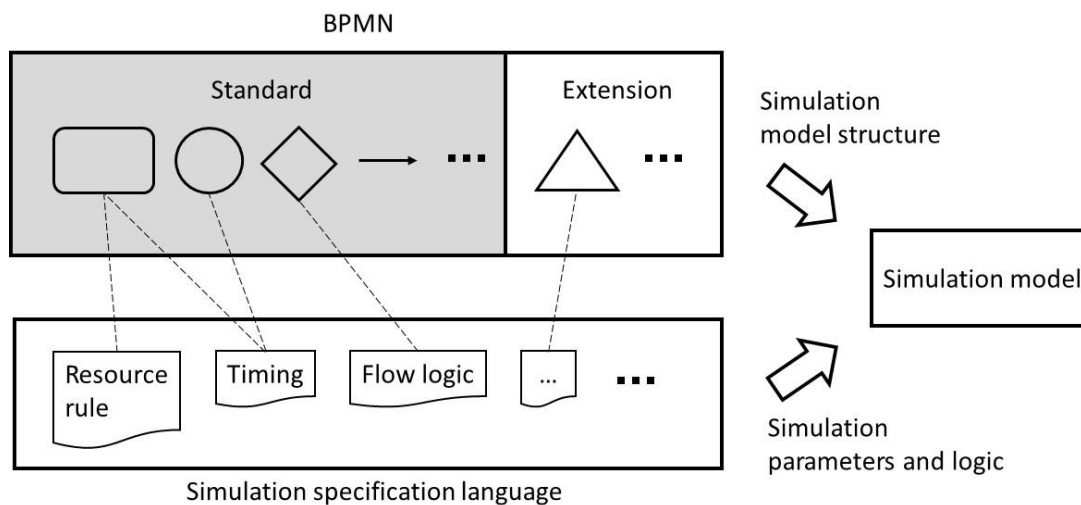 BPMN
Standard
Extension
Simulation
model structure
Simulation model
Resource
rule
Timing
Flow logic
...
Simulation
parameters and logic
Simulation specification language